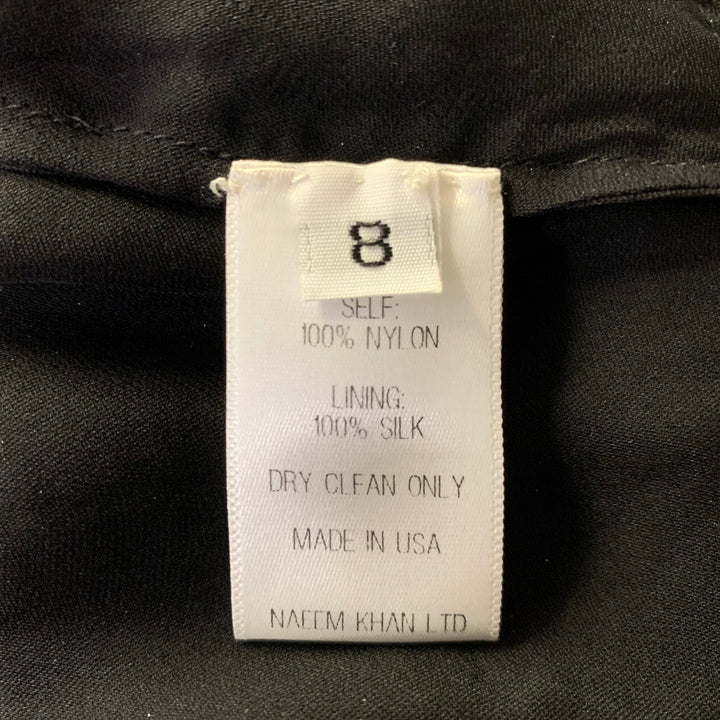 8
SELF:
100% NYLON
LINING:
100% SILK
DRY CLEAN ONLY
MADE IN USA
NAEEM KHAN LTD